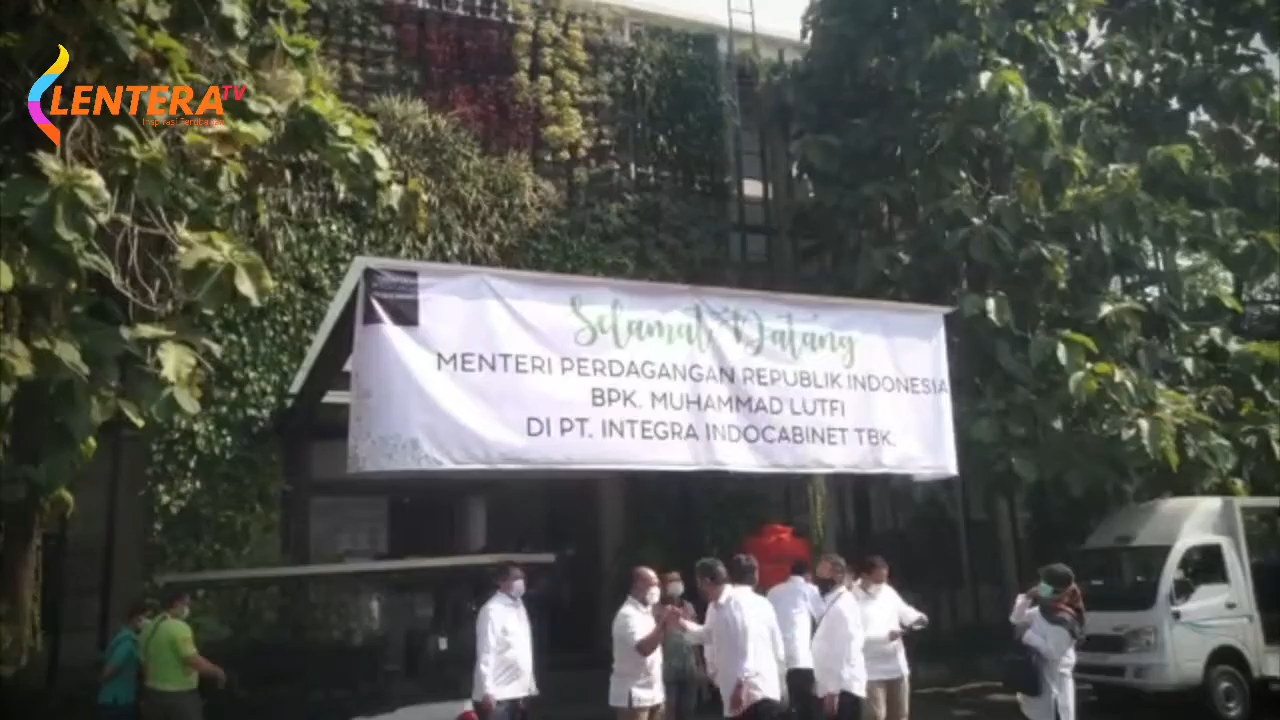 LENTERA TV
Selamat Datang
MENTERI PERDAGANGAN REPUBLIK INDONESIA
BPK. MUHAMMAD LUTFI
DI PT. INTEGRA INDOCABINET TBK.